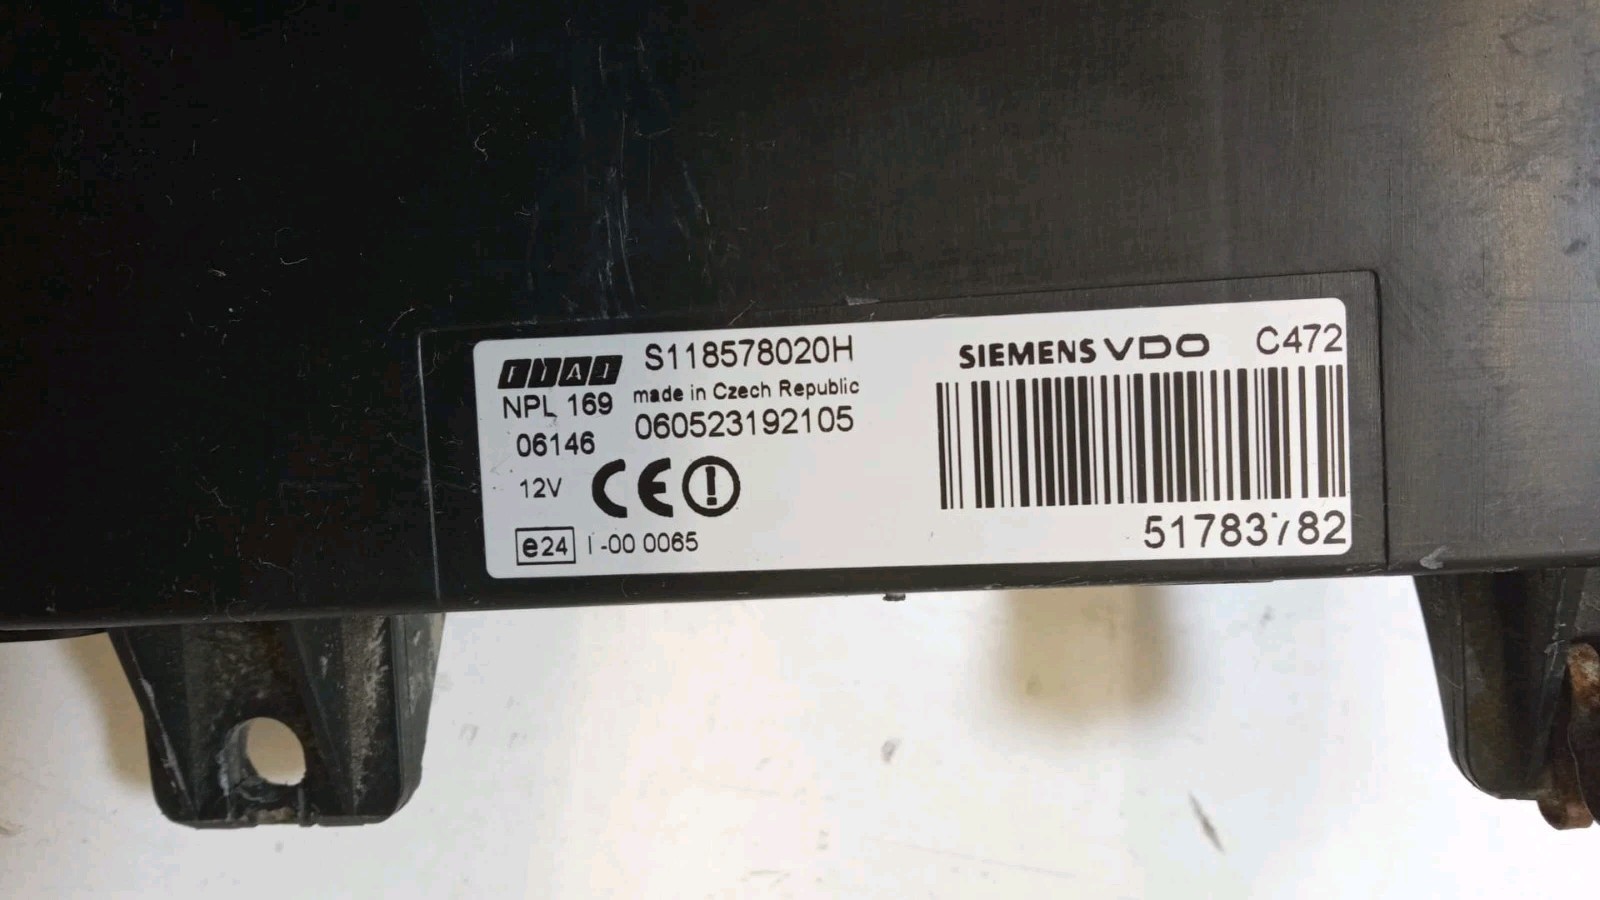 FIAT S118578020H SIEMENS VDO C472
NPL 169 made in Czech Republic
06146 060523192105
12V CE
e24 I -00 0065
51783782